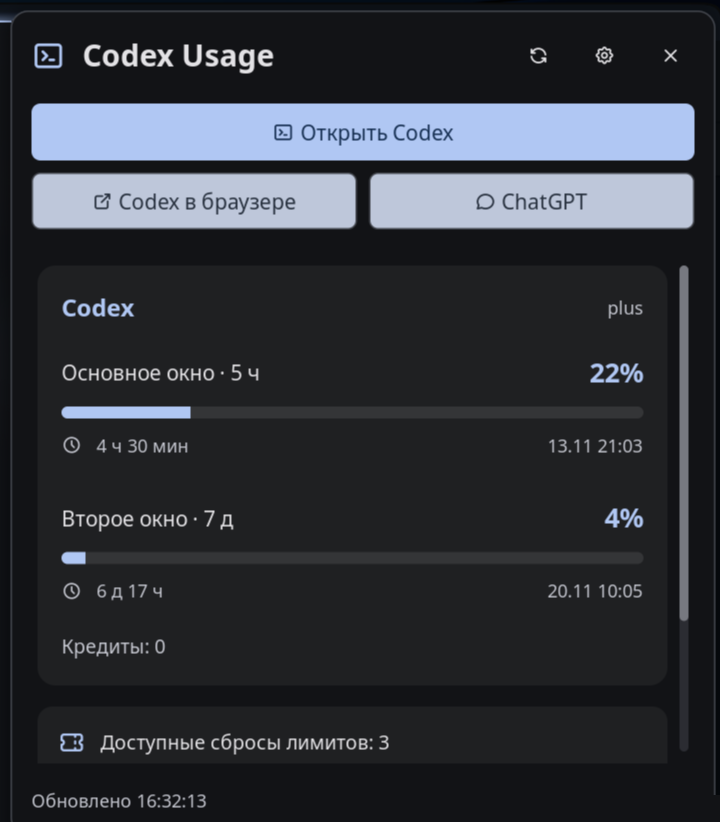 Codex Usage
Открыть Codex
Codex в браузере
ChatGPT
Codex
plus
Основное окно · 5 ч
22%
4 ч 30 мин
13.11 21:03
Второе окно · 7 д
4%
6 д 17 ч
20.11 10:05
Кредиты: 0
Доступные сбросы лимитов: 3
Обновлено 16:32:13